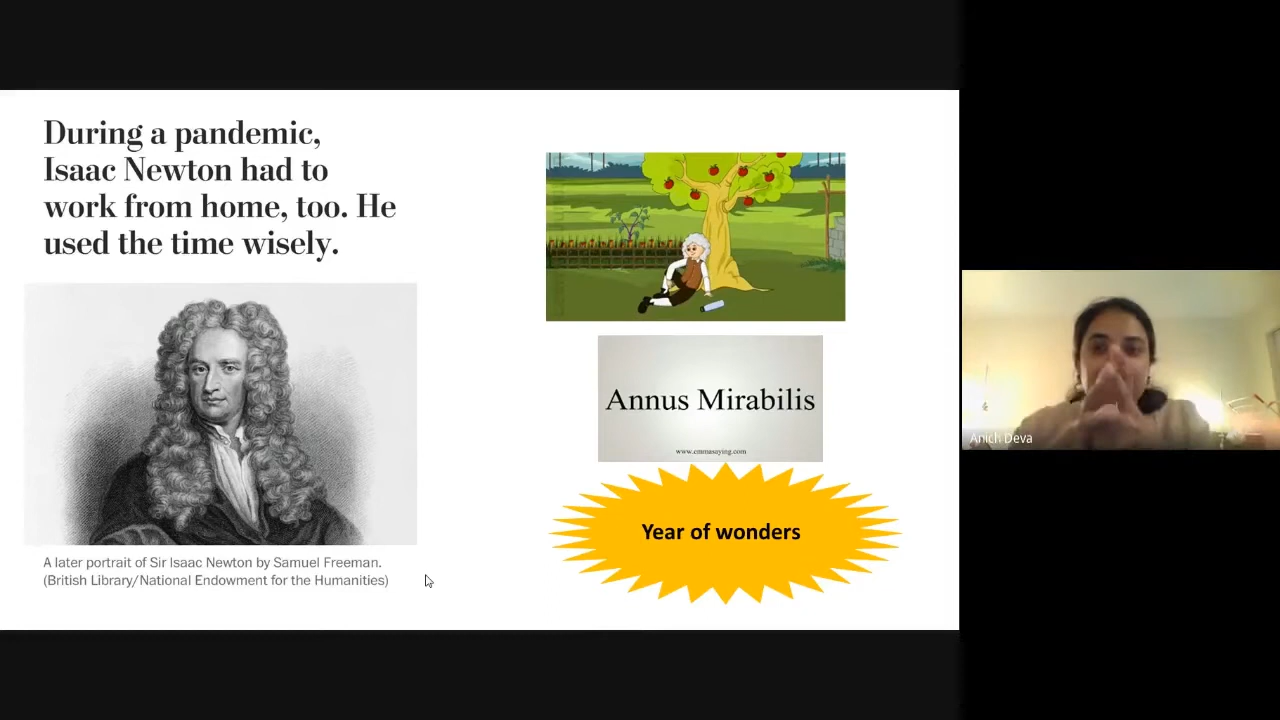 During a pandemic,
Isaac Newton had to
work from home, too. He
used the time wisely.
A later portrait of Sir Isaac Newton by Samuel Freeman.
(British Library/National Endowment for the Humanities)
Annus Mirabilis
www.emmasaying.com
Year of wonders
Anich Deva